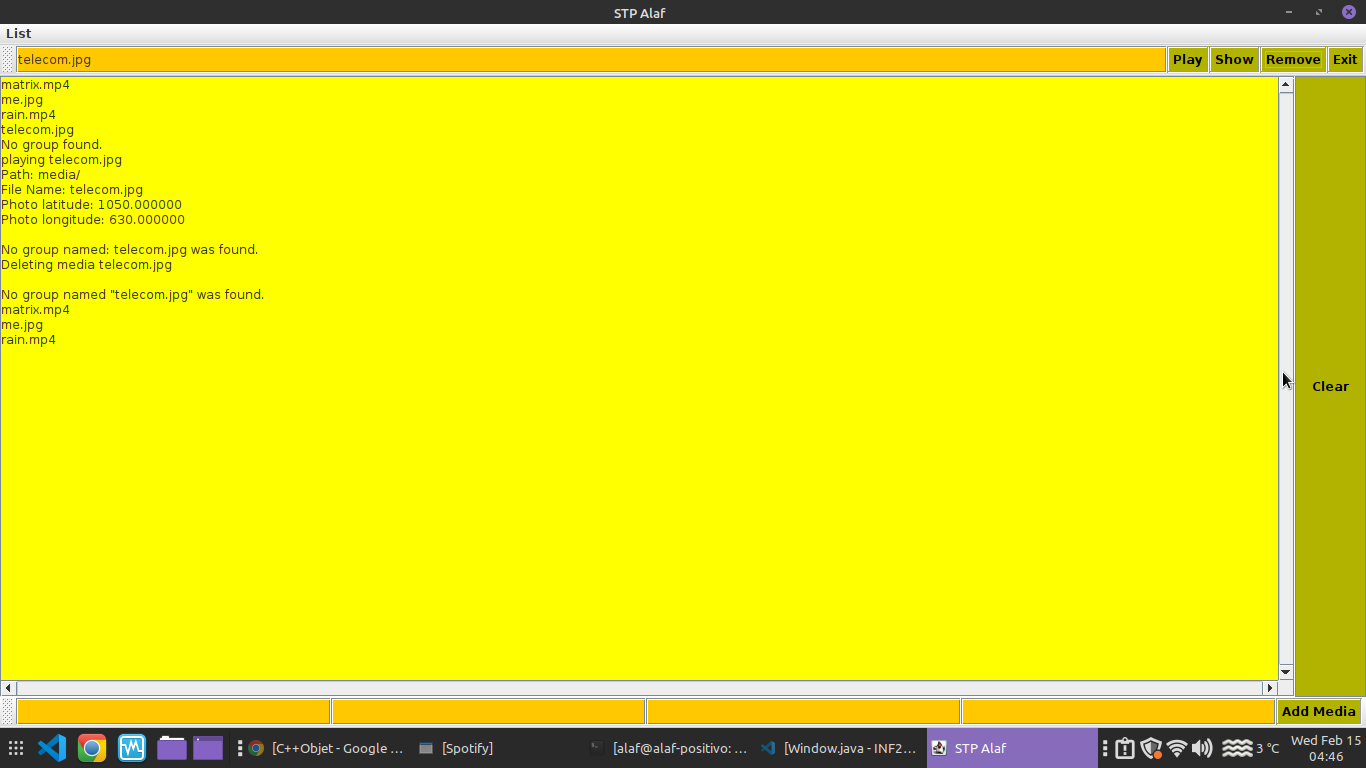 STP Alaf
List
telecom.jpg Play Show Remove Exit
matrix.mp4
me.jpg
rain.mp4
telecom.jpg
No group found.
playing telecom.jpg
Path: media/
File Name: telecom.jpg
Photo latitude: 1050.000000
Photo longitude: 630.000000
No group named: telecom.jpg was found.
Deleting media telecom.jpg
No group named "telecom.jpg" was found.
matrix.mp4
me.jpg
rain.mp4
Clear
Add Media
[C++Objet - Google ... [Spotify] [alaf@alaf-positivo: ... [Window.java - INF2... STP Alaf 3 °C Wed Feb 15
04:46